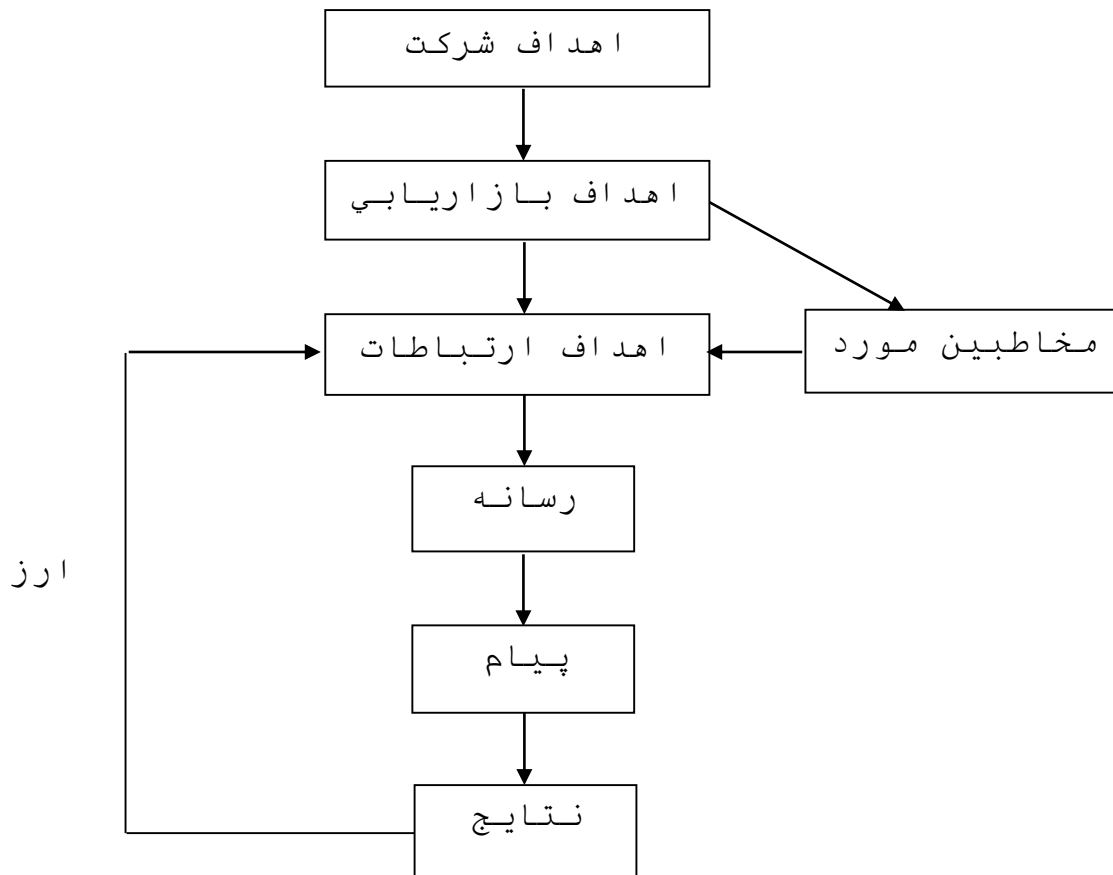 اهداف شرکت
اهداف بازاريابي
اهداف ارتباطات
مخاطبين مورد
رسانه
ارز
پيام
نتايج